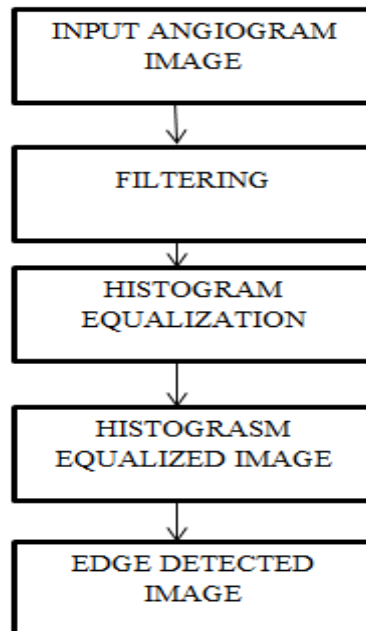 INPUT ANGIOGRAM
IMAGE
FILTERING
HISTOGRAM
EQUALIZATION
HISTOGRASM
EQUALIZED IMAGE
EDGE DETECTED
IMAGE